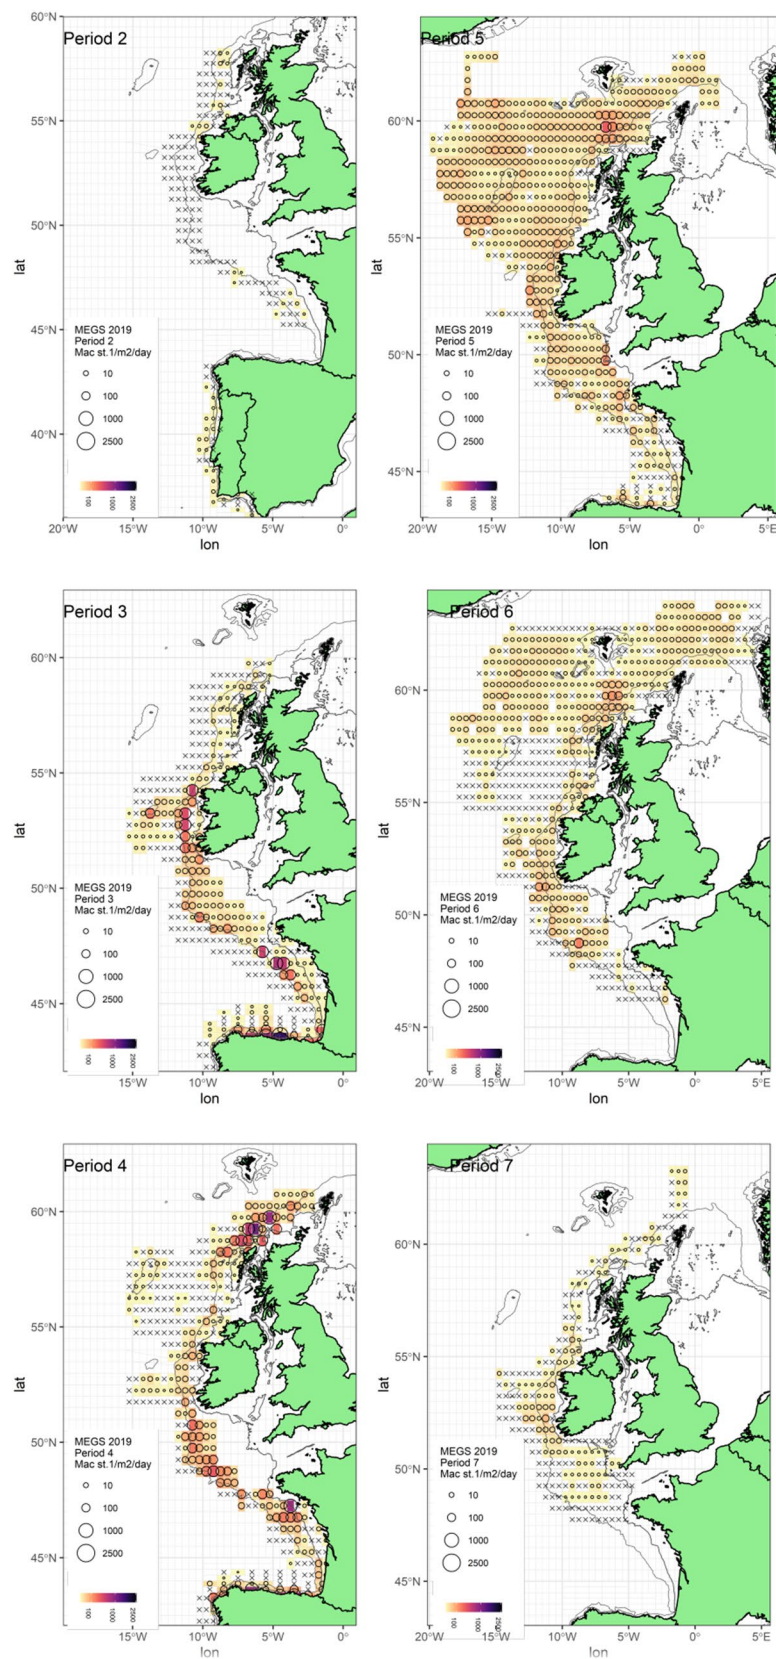 60°N
Period 2
55°N
50°N
lat
45°N
40°N
MEGS 2019
Period 2
Mac st.1/m2/day
10
100
1000
2500
100
1000
2500
20°W
15°W
10°W
5°W
0°
lon
Period 5
60°N
55°N
lat
50°N
45°N
MEGS 2019
Period 5
Mac st.1/m2/day
10
100
1000
2500
100
1000
2500
20°W
15°W
10°W
5°W
0°
5°E
lon
Period 3
60°N
55°N
lat
50°N
45°N
MEGS 2019
Period 3
Mac st.1/m2/day
10
100
1000
2500
100
1000
2500
15°W
10°W
5°W
0°
lon
Period 6
60°N
55°N
lat
50°N
45°N
MEGS 2019
Period 6
Mac st.1/m2/day
10
100
1000
2500
100
1000
20°W
15°W
10°W
5°W
0°
5°E
lon
Period 4
60°N
55°N
lat
50°N
45°N
MEGS 2019
Period 4
Mac st.1/m2/day
10
100
1000
2500
100
1000
2500
15°W
10°W
5°W
0°
lon
Period 7
60°N
55°N
lat
50°N
45°N
MEGS 2019
Period 7
Mac st.1/m2/day
10
100
1000
2500
100
1000
2500
20°W
15°W
10°W
5°W
0°
5°E
lon